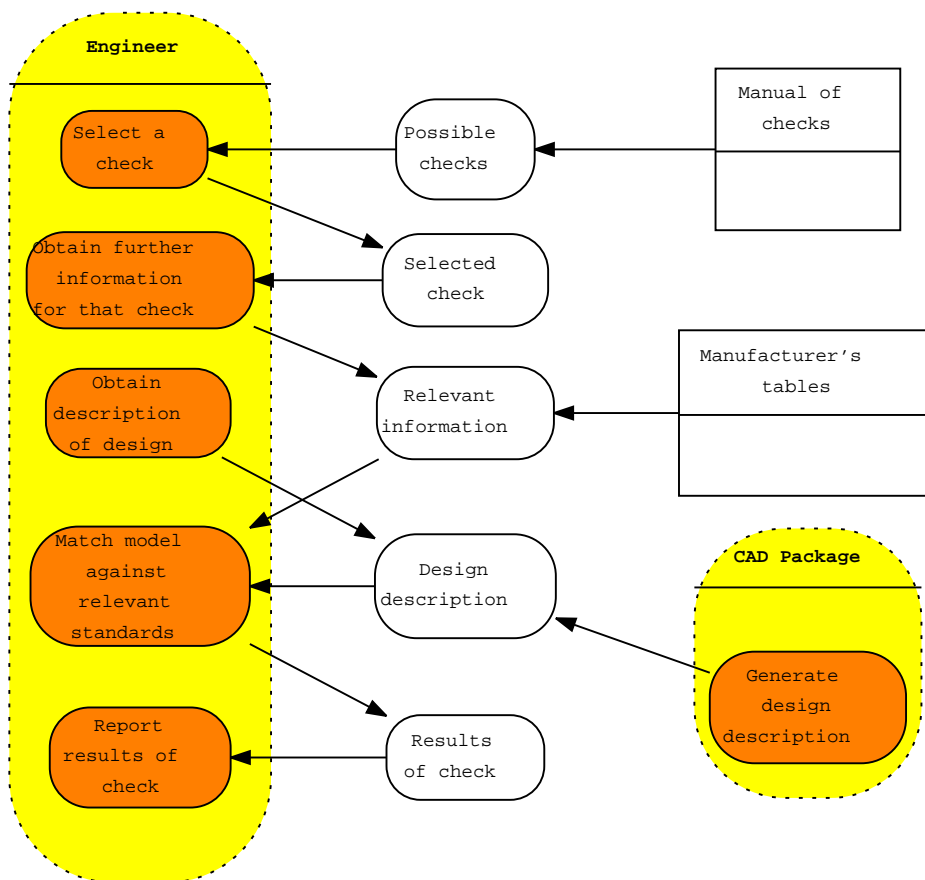 Engineer
Select a
check
Possible
checks
Manual of
checks
Obtain further
information
for that check
Selected
check
Obtain
description
of design
Relevant
information
Manufacturer's
tables
Match model
against
relevant
standards
Design
description
CAD Package
Generate
design
description
Report
results of
check
Results
of check